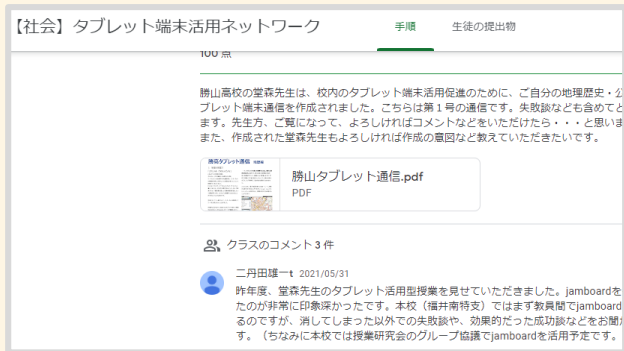 【社会】タブレット端末活用ネットワーク
手順
生徒の提出物
100 点
勝山高校の堂森先生は、校内のタブレット端末活用促進のために、ご自分の地理歴史・公
ブレット端末通信を作成されました。こちらは第１号の通信です。失敗談なども含めてと
ます。先生方、ご覧になって、よろしければコメントなどをいただけたら・・・と思いま
また、作成された堂森先生もよろしければ作成の意図など教えていただきたいです。
勝山タブレット通信.pdf
PDF
クラスのコメント 3 件
二丹田雄一t 2021/05/31
昨年度、堂森先生のタブレット活用型授業を見せていただきました。jamboardを
たのが非常に印象深かったです。本校（福井南特支）ではまず教員間でjamboard
るのですが、消してしまった以外での失敗談や、効果的だった成功談などをお聞か
す。（ちなみに本校では授業研究会のグループ協議でjamboardを活用予定です。